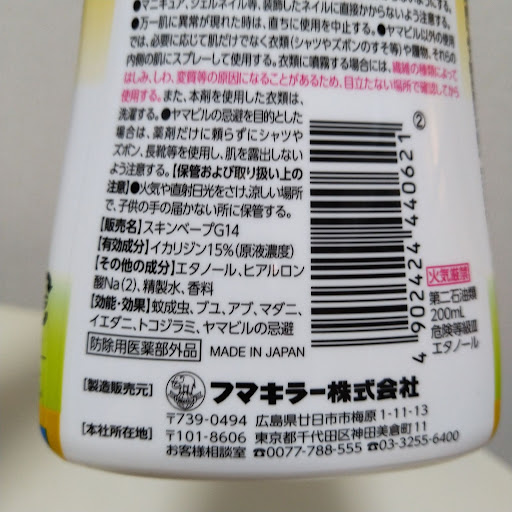 ●マニキュア、ジェルネイル等、装飾したネイルに直接かからないよう注意する。
●万一肌に異常が現れた時は、直ちに使用を中止する。●ヤマビル以外の使用
では、必要に応じて肌だけでなく衣類(シャツやズボンのすそ等)や履物、それらの
内側の肌にスプレーして使用する。衣類に噴霧する場合には、繊維の種類によって
はしみ、しわ、変質等の原因になることがあるため、目立たない場所で確認してから
使用する。また、本剤を使用した衣類は、
洗濯する。●ヤマビルの忌避を目的とした
場合は、薬剤だけに頼らずにシャツや
ズボン、長靴等を使用し、肌を露出しない
よう注意する。【保管および取り扱い上の
注意】●火気や直射日光をさけ、涼しい場所
で、子供の手の届かない所に保管する。
【販売名】スキンベープG14
【有効成分】イカリジン15%(原液濃度)
【その他の成分】エタノール、ヒアルロン
酸Na(2)、精製水、香料
【効能・効果】蚊成虫、ブユ、アブ、マダニ、
イエダニ、トコジラミ、ヤマビルの忌避
防除用医薬部外品 MADE IN JAPAN
②
4 902424 440621
火気厳禁
第二石油類
200mL
危険等級Ⅲ
エタノール
【製造販売元】 フマキラー株式会社
〒739-0494 広島県廿日市市梅原1-11-13
【本社所在地】 〒101-8606 東京都千代田区神田美倉町11
お客様相談室 ☎0077-788-555 ☎03-3255-6400